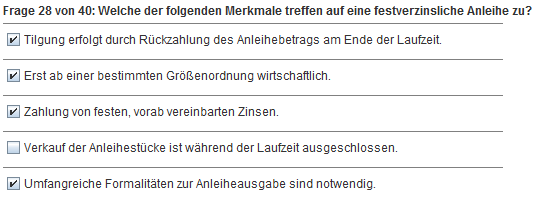 Frage 28 von 40: Welche der folgenden Merkmale treffen auf eine festverzinsliche Anleihe zu?
Tilgung erfolgt durch Rückzahlung des Anleihebetrags am Ende der Laufzeit.
Erst ab einer bestimmten Größenordnung wirtschaftlich.
Zahlung von festen, vorab vereinbarten Zinsen.
Verkauf der Anleihestücke ist während der Laufzeit ausgeschlossen.
Umfangreiche Formalitäten zur Anleiheausgabe sind notwendig.